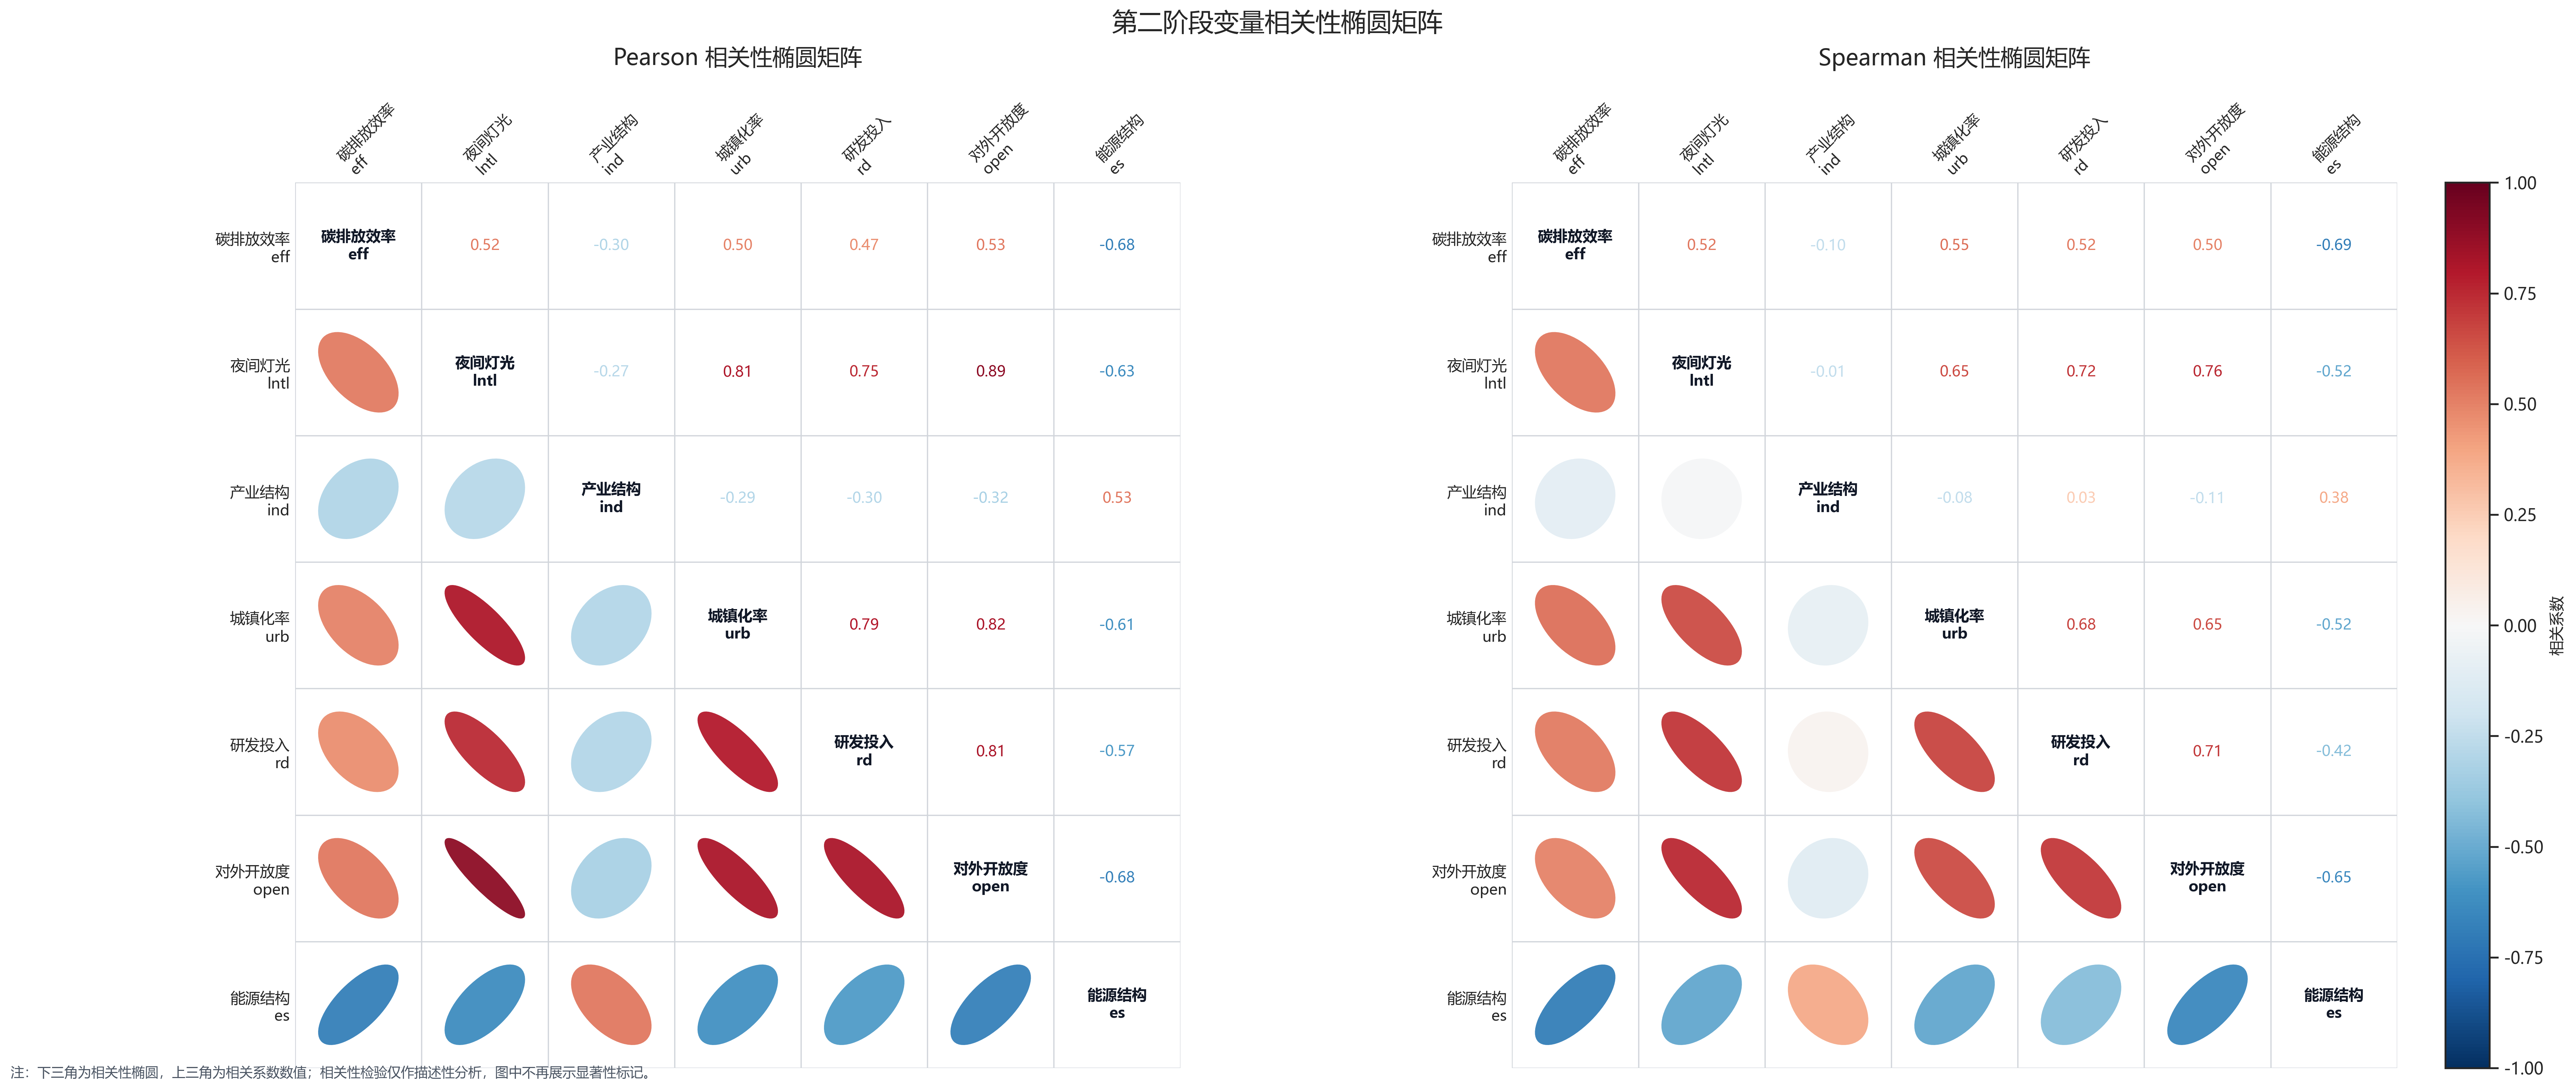 第二阶段变量相关性椭圆矩阵
Pearson 相关性椭圆矩阵
碳排放效率
eff
夜间灯光
lntl
产业结构
ind
城镇化率
urb
研发投入
rd
对外开放度
open
能源结构
es
碳排放效率
eff
碳排放效率
eff
0.52
-0.30
0.50
0.47
0.53
-0.68
夜间灯光
lntl
夜间灯光
lntl
-0.27
0.81
0.75
0.89
-0.63
产业结构
ind
产业结构
ind
-0.29
-0.30
-0.32
0.53
城镇化率
urb
城镇化率
urb
0.79
0.82
-0.61
研发投入
rd
研发投入
rd
0.81
-0.57
对外开放度
open
对外开放度
open
-0.68
能源结构
es
能源结构
es
Spearman 相关性椭圆矩阵
碳排放效率
eff
夜间灯光
lntl
产业结构
ind
城镇化率
urb
研发投入
rd
对外开放度
open
能源结构
es
碳排放效率
eff
碳排放效率
eff
0.52
-0.10
0.55
0.52
0.50
-0.69
夜间灯光
lntl
夜间灯光
lntl
-0.01
0.65
0.72
0.76
-0.52
产业结构
ind
产业结构
ind
-0.08
0.03
-0.11
0.38
城镇化率
urb
城镇化率
urb
0.68
0.65
-0.52
研发投入
rd
研发投入
rd
0.71
-0.42
对外开放度
open
对外开放度
open
-0.65
能源结构
es
能源结构
es
1.00
0.75
0.50
0.25
0.00
-0.25
-0.50
-0.75
-1.00
相关系数
注：下三角为相关性椭圆，上三角为相关系数数值；相关性检验仅作描述性分析，图中不再展示显著性标记。